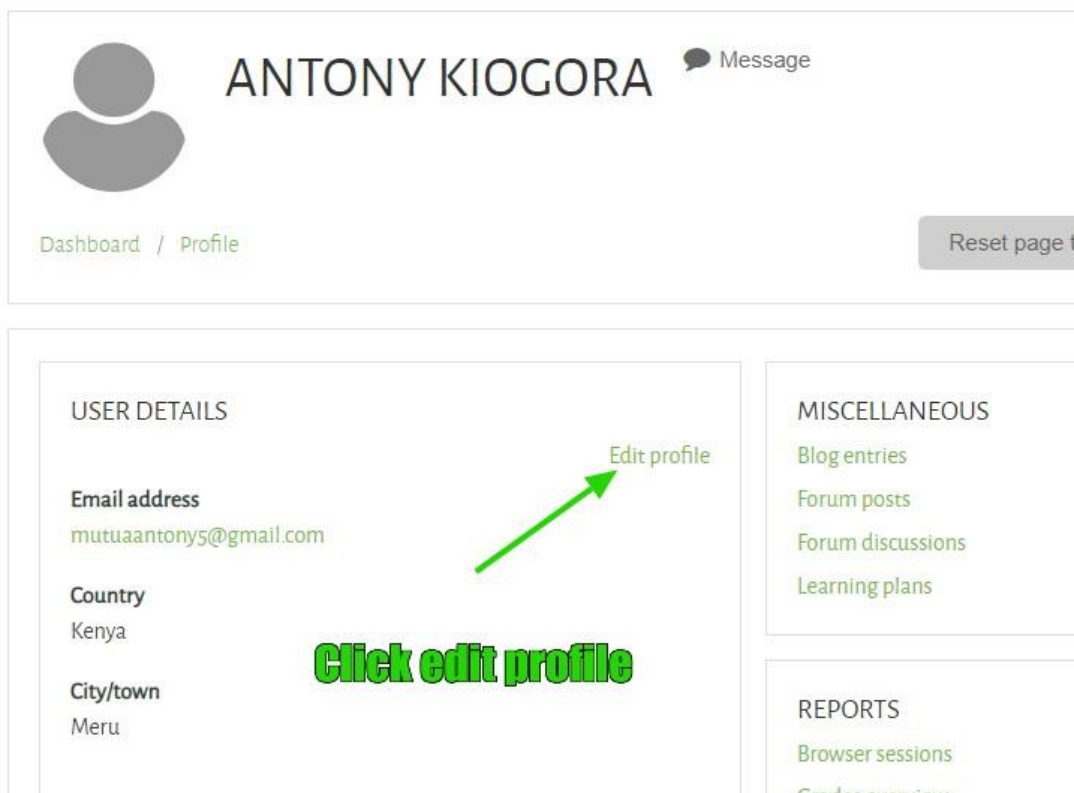 ANTONY KIOGORA
Message
Dashboard / Profile
Reset page
USER DETAILS
Edit profile
Email address
mutuaantony5@gmail.com
Country
Kenya
Click edit profile
City/town
Meru
MISCELLANEOUS
Blog entries
Forum posts
Forum discussions
Learning plans
REPORTS
Browser sessions